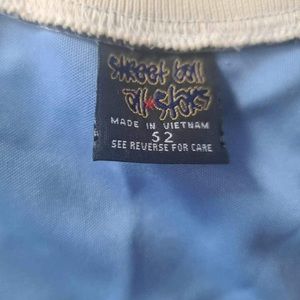 Street ball
all stars
MADE IN VIETNAM
52
SEE REVERSE FOR CARE